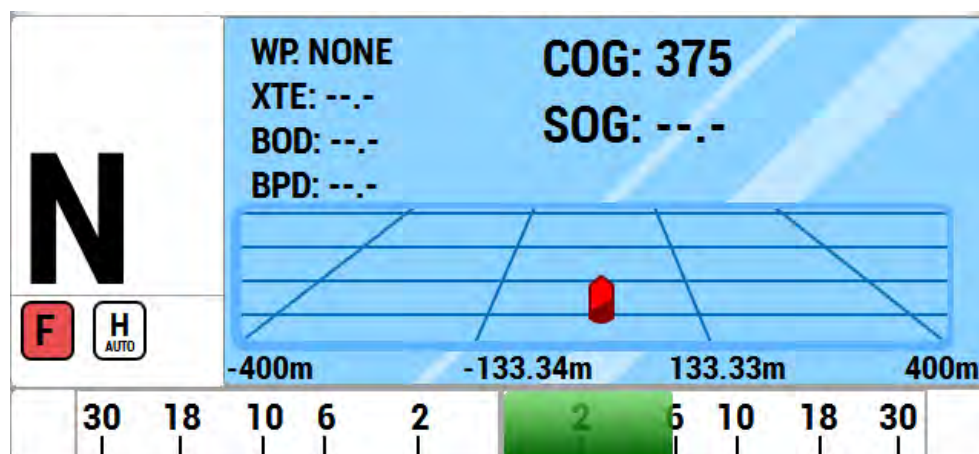 WP. NONE
COG: 375
XTE: --.-
SOG: --.-
BOD: --.-
BPD: --.-
N
F
H
AUTO
-400m -133.34m 133.33m 400m
30 18 10 6 2 2 6 10 18 30